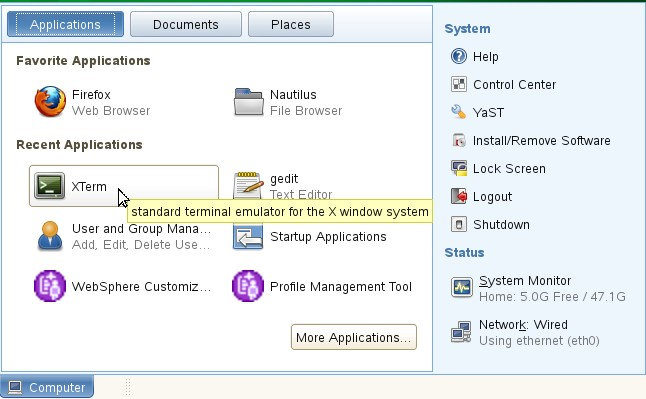 Applications Documents Places
Favorite Applications
Firefox
Web Browser
Nautilus
File Browser
Recent Applications
XTerm
gedit
Text Editor
standard terminal emulator for the X window system
User and Group Mana...
Add, Edit, Delete Use...
Startup Applications
WebSphere Customiz...
Profile Management Tool
More Applications...
System
Help
Control Center
YaST
Install/Remove Software
Lock Screen
Logout
Shutdown
Status
System Monitor
Home: 5.0G Free / 47.1G
Network: Wired
Using ethernet (eth0)
Computer